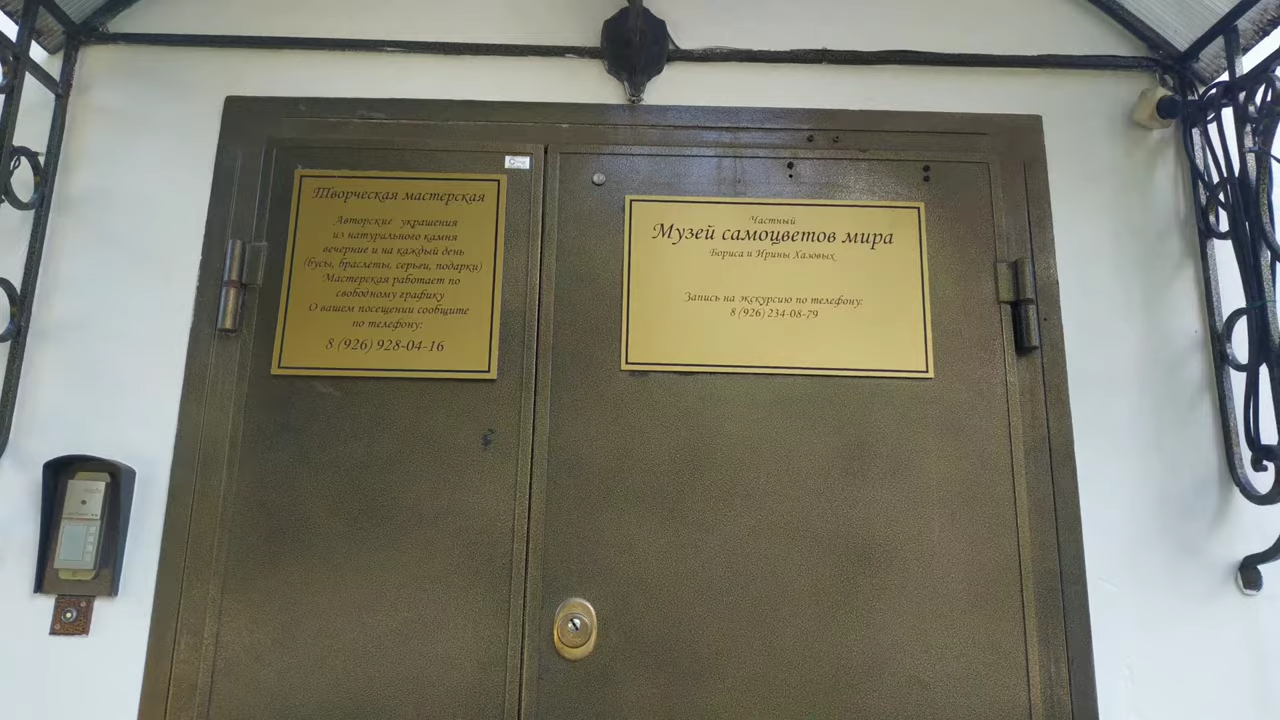 Творческая мастерская
Авторские украшения
из натурального камня
вечерние и на каждый день
(бусы, браслеты, серьги, подарки)
Мастерская работает по
свободному графику
О вашем посещении сообщите
по телефону:
8 (926) 928-04-16
Частный
Музей самоцветов мира
Бориса и Ирины Хазовых
Запись на экскурсию по телефону:
8 (926) 234-08-79